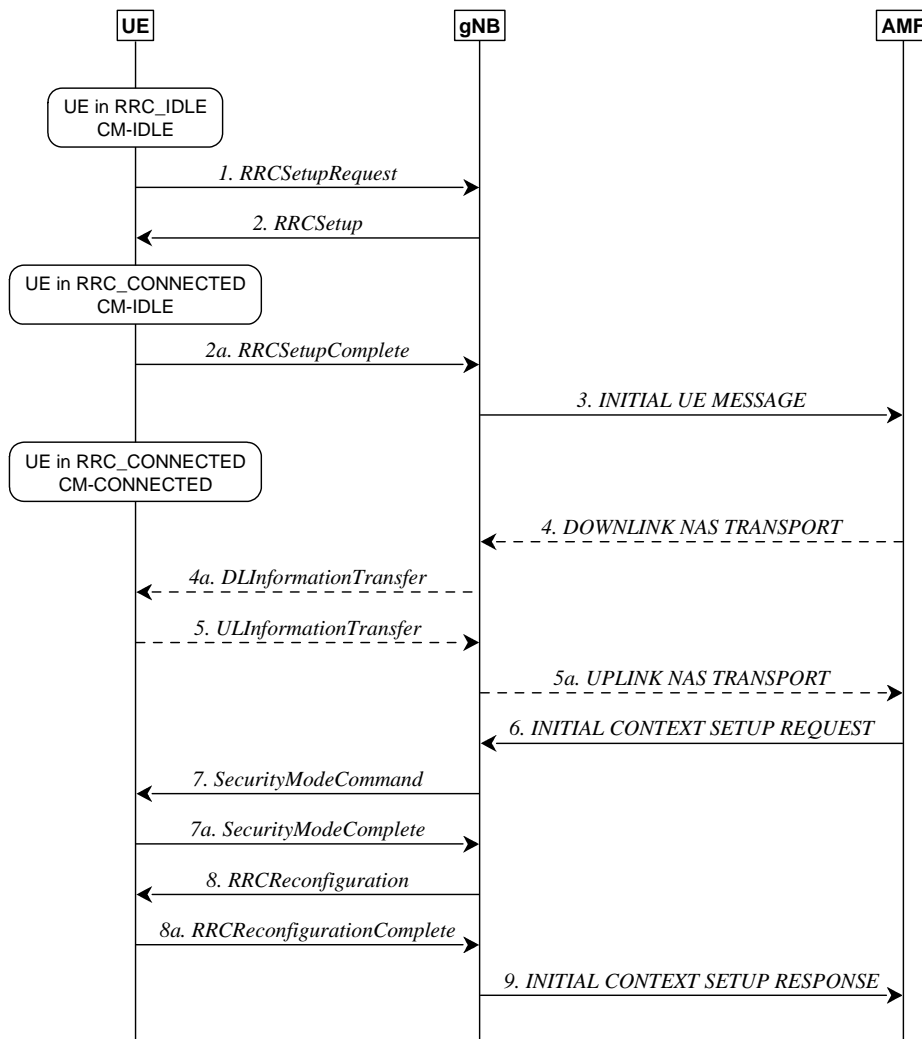 UE
gNB
AMF
UE in RRC_IDLE
CM-IDLE
1. RRCSetupRequest
2. RRCSetup
UE in RRC_CONNECTED
CM-IDLE
2a. RRCSetupComplete
3. INITIAL UE MESSAGE
UE in RRC_CONNECTED
CM-CONNECTED
4. DOWNLINK NAS TRANSPORT
4a. DLInformationTransfer
5. ULInformationTransfer
5a. UPLINK NAS TRANSPORT
6. INITIAL CONTEXT SETUP REQUEST
7. SecurityModeCommand
7a. SecurityModeComplete
8. RRCReconfiguration
8a. RRCReconfigurationComplete
9. INITIAL CONTEXT SETUP RESPONSE